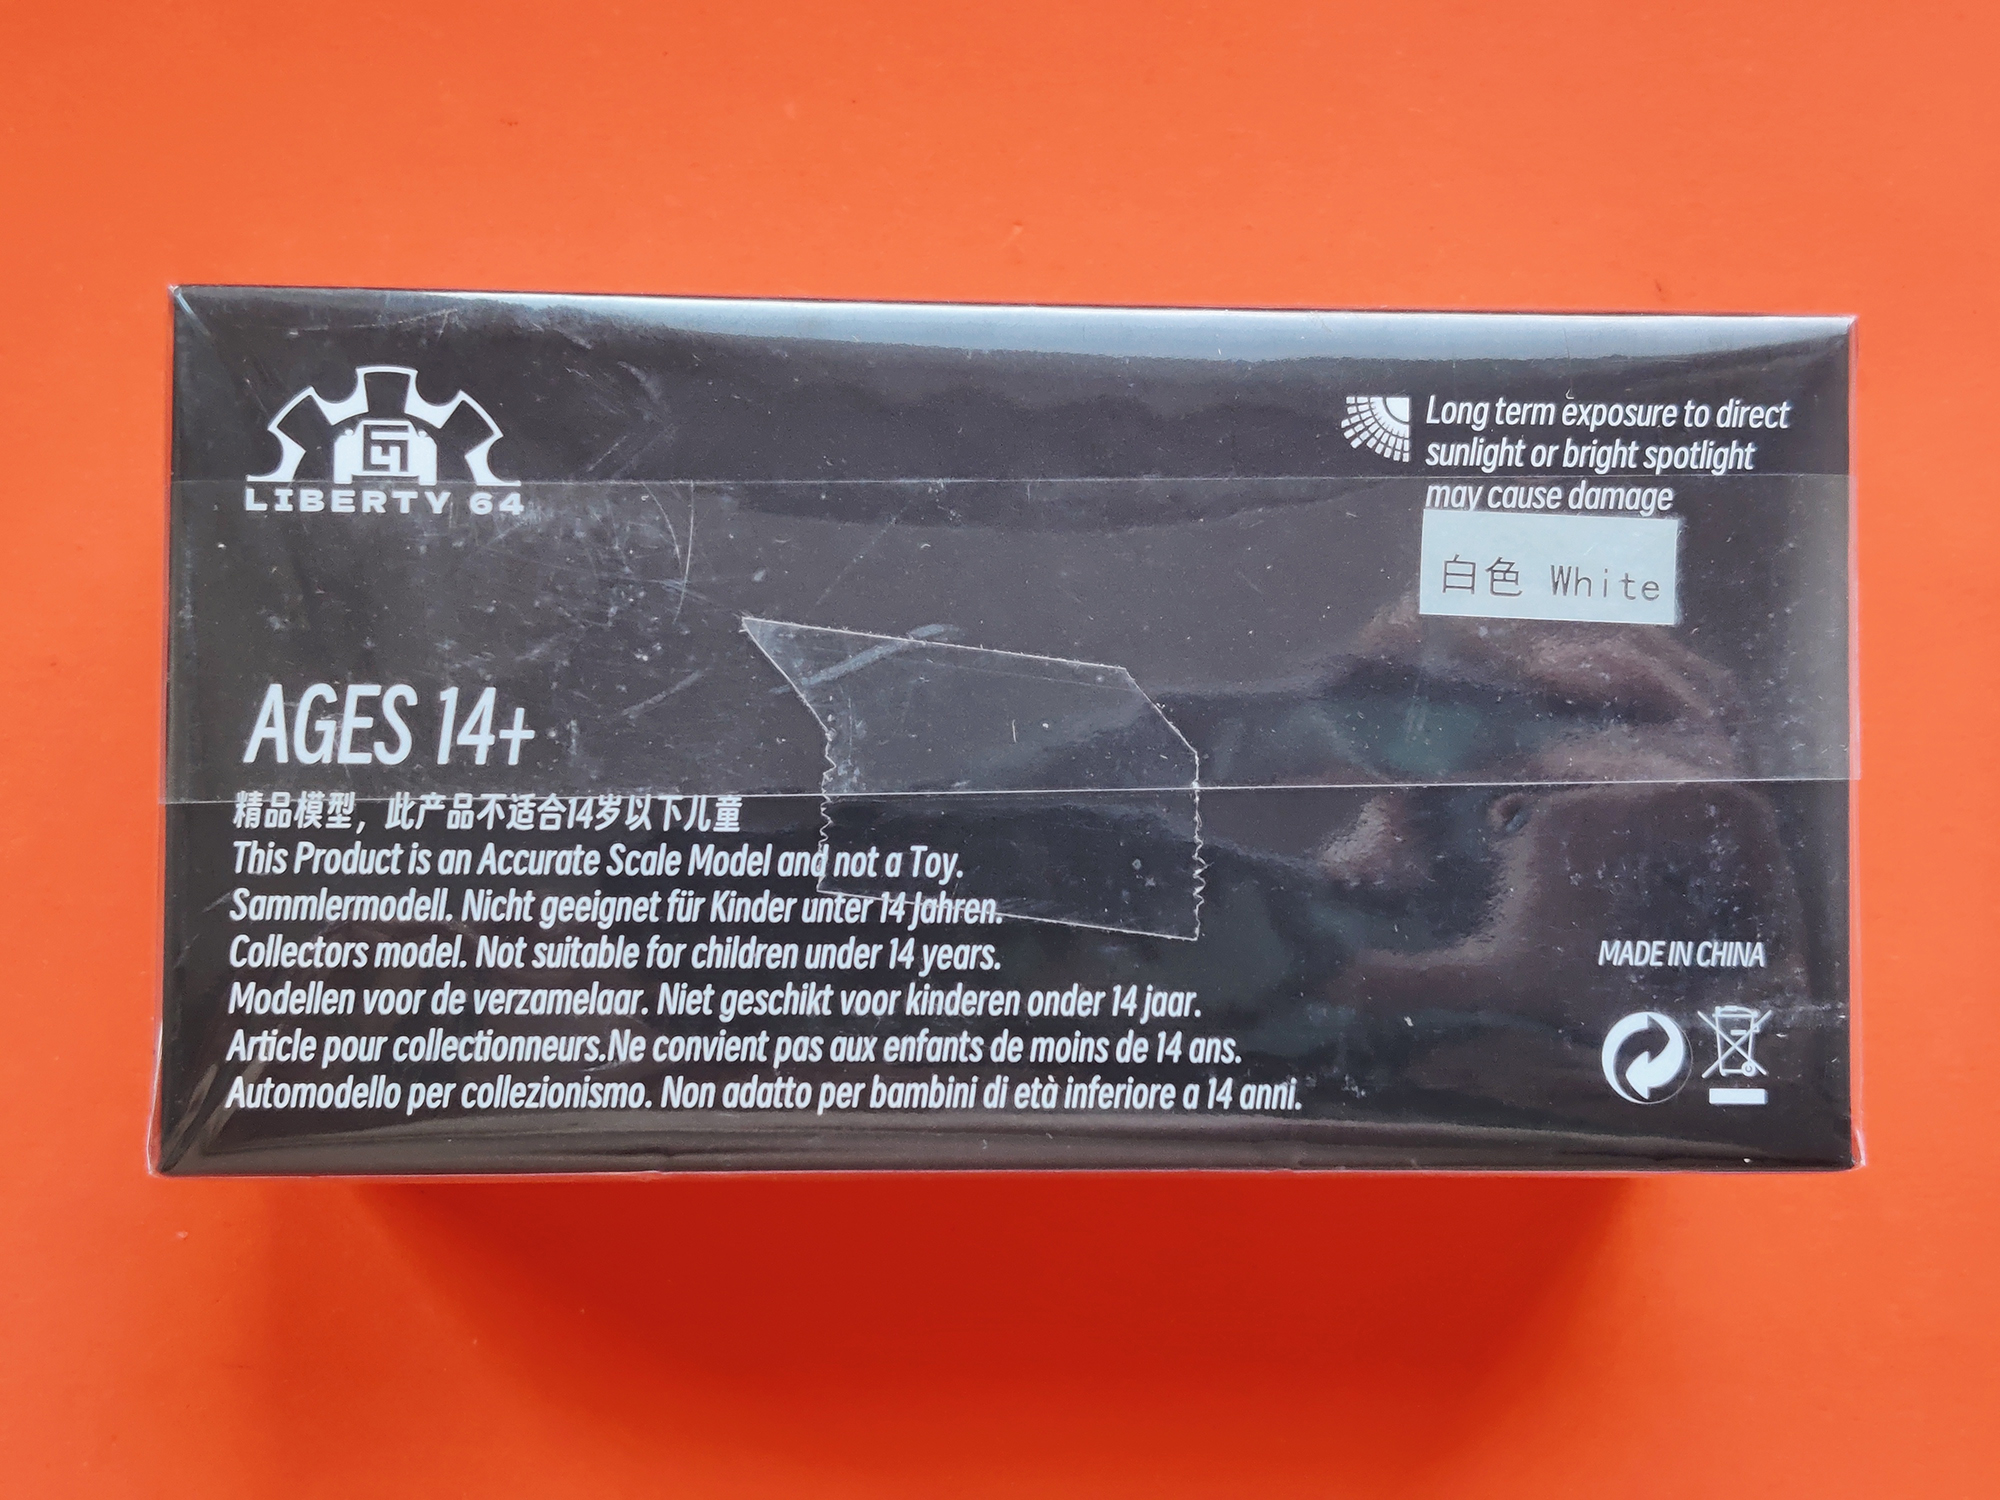 LIBERTY 64
Long term exposure to direct
sunlight or bright spotlight
may cause damage
白色 White
AGES 14+
精品模型，此产品不适合14岁以下儿童
This Product is an Accurate Scale Model and not a Toy.
Sammlermodell. Nicht geeignet für Kinder unter 14 Jahren.
Collectors model. Not suitable for children under 14 years.
Modellen voor de verzamelaar. Niet geschikt voor kinderen onder 14 jaar.
Article pour collectionneurs.Ne convient pas aux enfants de moins de 14 ans.
Automodello per collezionismo. Non adatto per bambini di età inferiore a 14 anni.
MADE IN CHINA